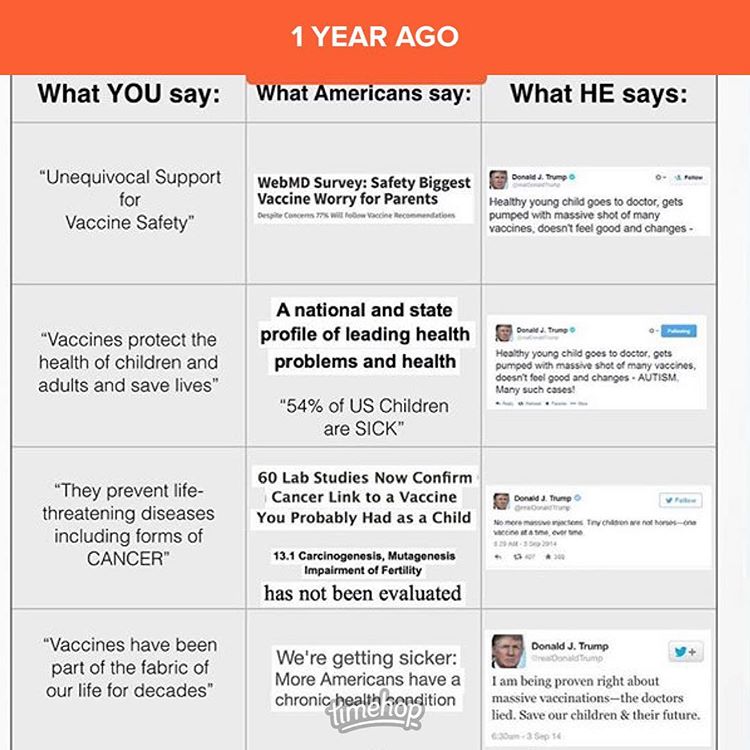 1 YEAR AGO
What YOU say:
What Americans say:
What HE says:
“Unequivocal Support
for
Vaccine Safety”
WebMD Survey: Safety Biggest
Vaccine Worry for Parents
Despite Concerns 77% Will Follow Vaccine Recommendations
Donald J. Trump
Follow
Healthy young child goes to doctor, gets
pumped with massive shot of many
vaccines, doesn't feel good and changes -
“Vaccines protect the
health of children and
adults and save lives”
A national and state
profile of leading health
problems and health
“54% of US Children
are SICK”
Donald J. Trump
Following
Healthy young child goes to doctor, gets
pumped with massive shot of many vaccines,
doesn't feel good and changes - AUTISM.
Many such cases!
“They prevent life-
threatening diseases
including forms of
CANCER”
60 Lab Studies Now Confirm
Cancer Link to a Vaccine
You Probably Had as a Child
13.1 Carcinogenesis, Mutagenesis
Impairment of Fertility
has not been evaluated
Donald J. Trump
@realDonaldTrump
Follow
No more massive injections. Tiny children are not horses—one
vaccine at a time, over time.
“Vaccines have been
part of the fabric of
our life for decades”
We're getting sicker:
More Americans have a
chronic health condition
timehop
Donald J. Trump
@realDonaldTrump
I am being proven right about
massive vaccinations—the doctors
lied. Save our children & their future.
6:30am · 3 Sep 14